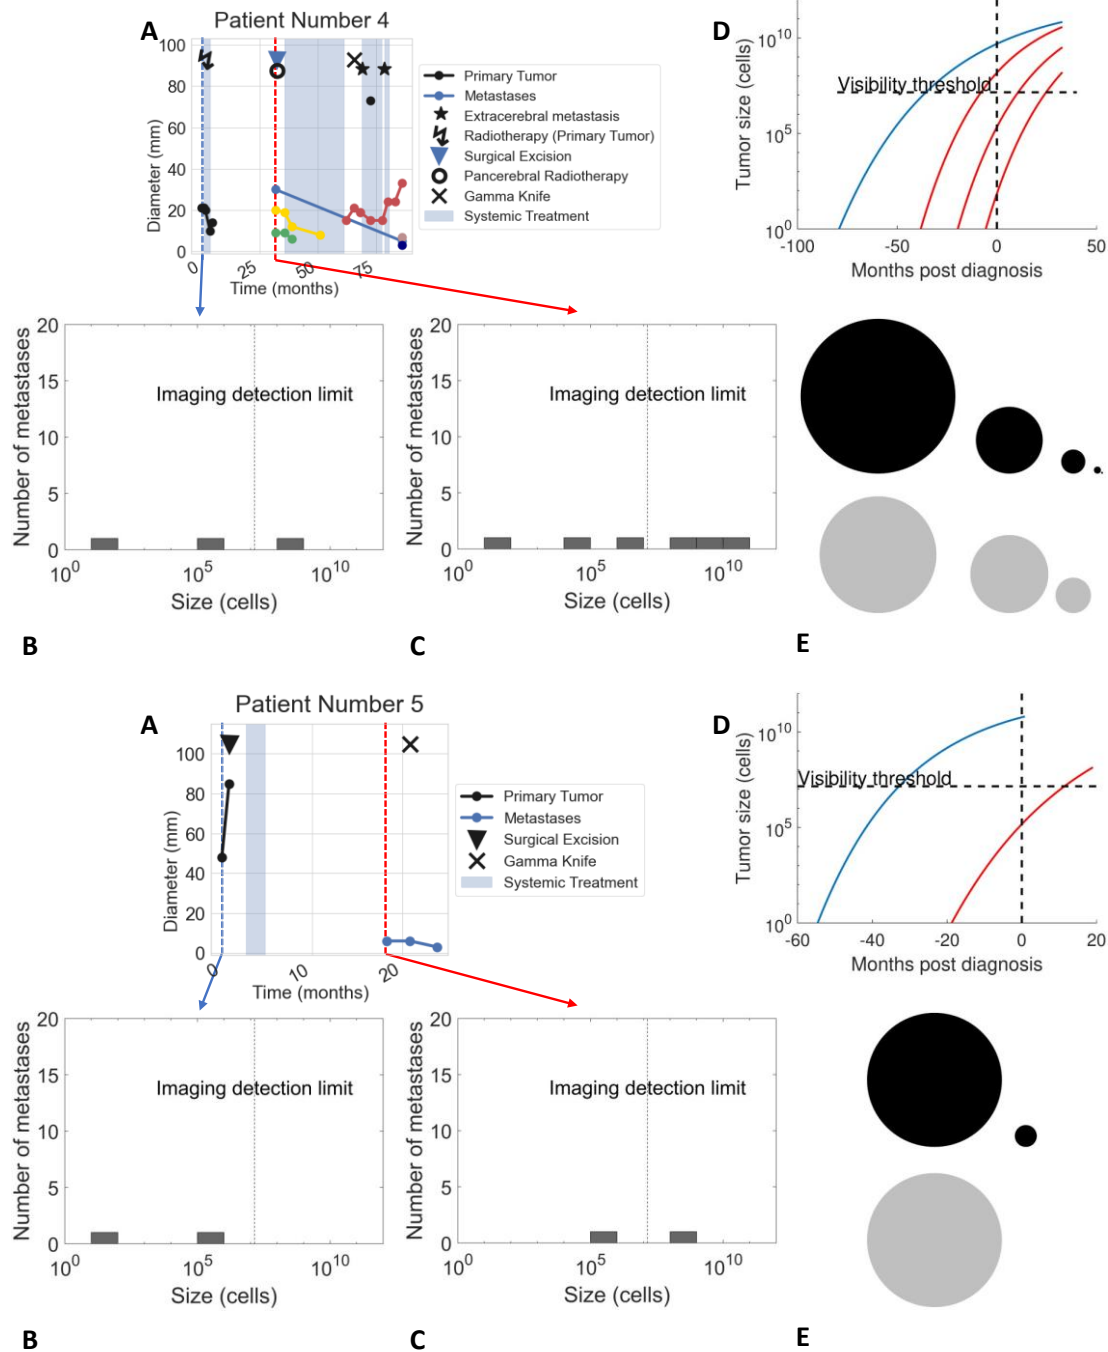 Patient Number 4
A
Diameter (mm)
100
80
60
40
20
0
0
25
50
75
Time (months)
Primary Tumor
Metastases
Extracerebral metastasis
Radiotherapy (Primary Tumor)
Surgical Excision
Pancerebral Radiotherapy
Gamma Knife
Systemic Treatment
D
Tumor size (cells)
10^10
10^5
10^0
Visibility threshold
-100
-50
0
50
Months post diagnosis
Number of metastases
20
15
10
5
0
Imaging detection limit
10^0
10^5
10^10
Size (cells)
B
Number of metastases
20
15
10
5
0
Imaging detection limit
10^0
10^5
10^10
Size (cells)
C
E
Patient Number 5
A
Diameter (mm)
100
80
60
40
20
0
0
10
20
Time (months)
Primary Tumor
Metastases
Surgical Excision
Gamma Knife
Systemic Treatment
D
Tumor size (cells)
10^10
10^5
10^0
Visibility threshold
-60
-40
-20
0
20
Months post diagnosis
Number of metastases
20
15
10
5
0
Imaging detection limit
10^0
10^5
10^10
Size (cells)
B
Number of metastases
20
15
10
5
0
Imaging detection limit
10^0
10^5
10^10
Size (cells)
C
E